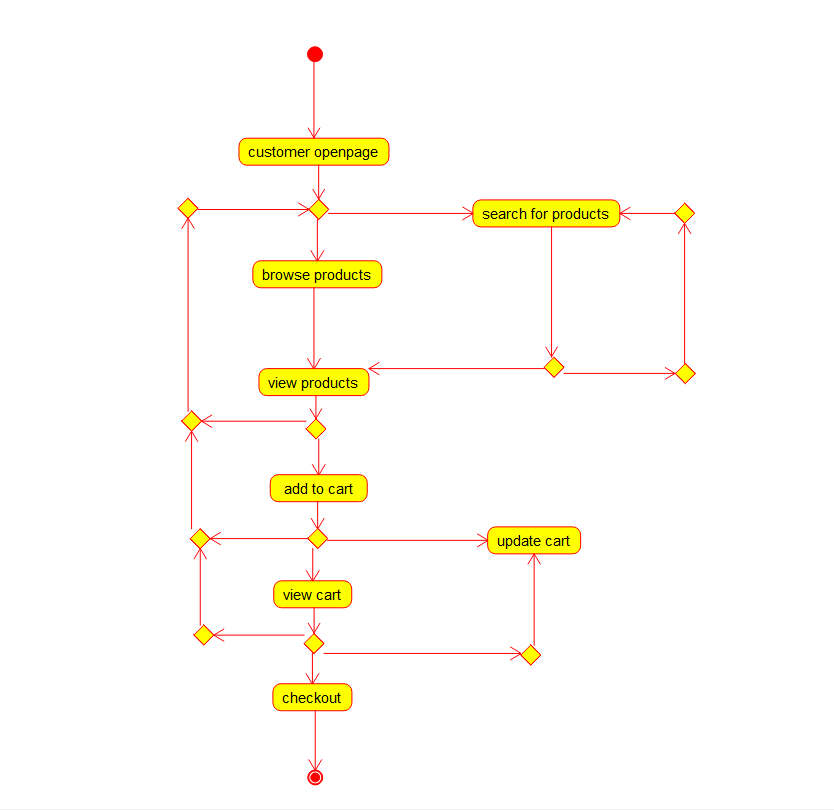 customer openpage
search for products
browse products
view products
add to cart
update cart
view cart
checkout